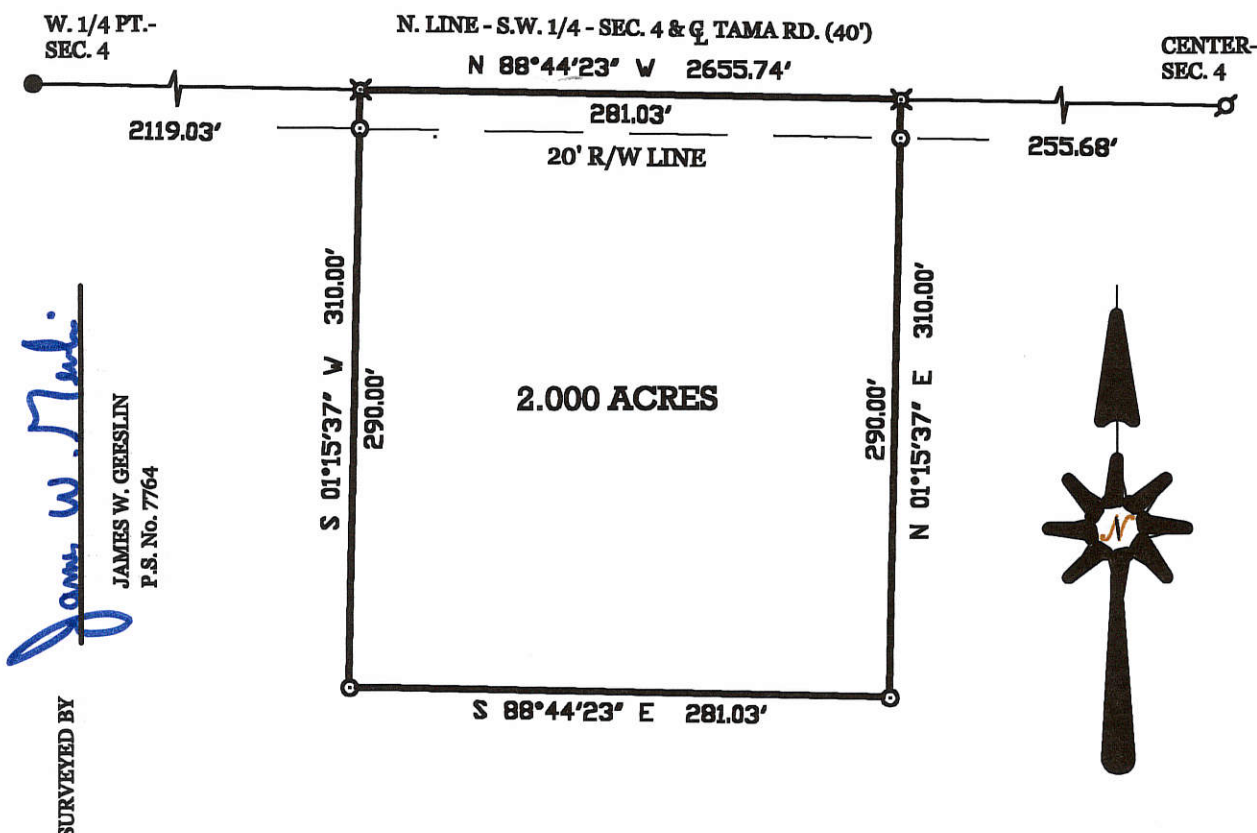 W. 1/4 PT.-
SEC. 4
N. LINE - S.W. 1/4 - SEC. 4 & ℄ TAMA RD. (40')
N 88°44'23" W 2655.74'
CENTER-
SEC. 4
2119.03'
281.03'
255.68'
20' R/W LINE
S 01°15'37" W 310.00'
290.00'
2.000 ACRES
290.00'
N 01°15'37" E 310.00'
S 88°44'23" E 281.03'
N
SURVEYED BY
JAMES W. GEESLIN
P.S. No. 7764